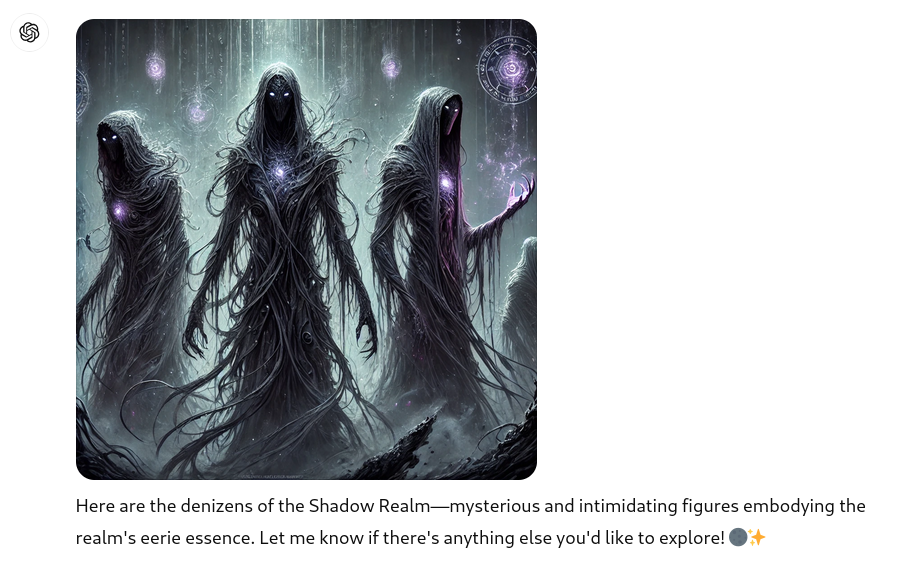 Here are the denizens of the Shadow Realm—mysterious and intimidating figures embodying the
realm's eerie essence. Let me know if there's anything else you'd like to explore! 🌑✨